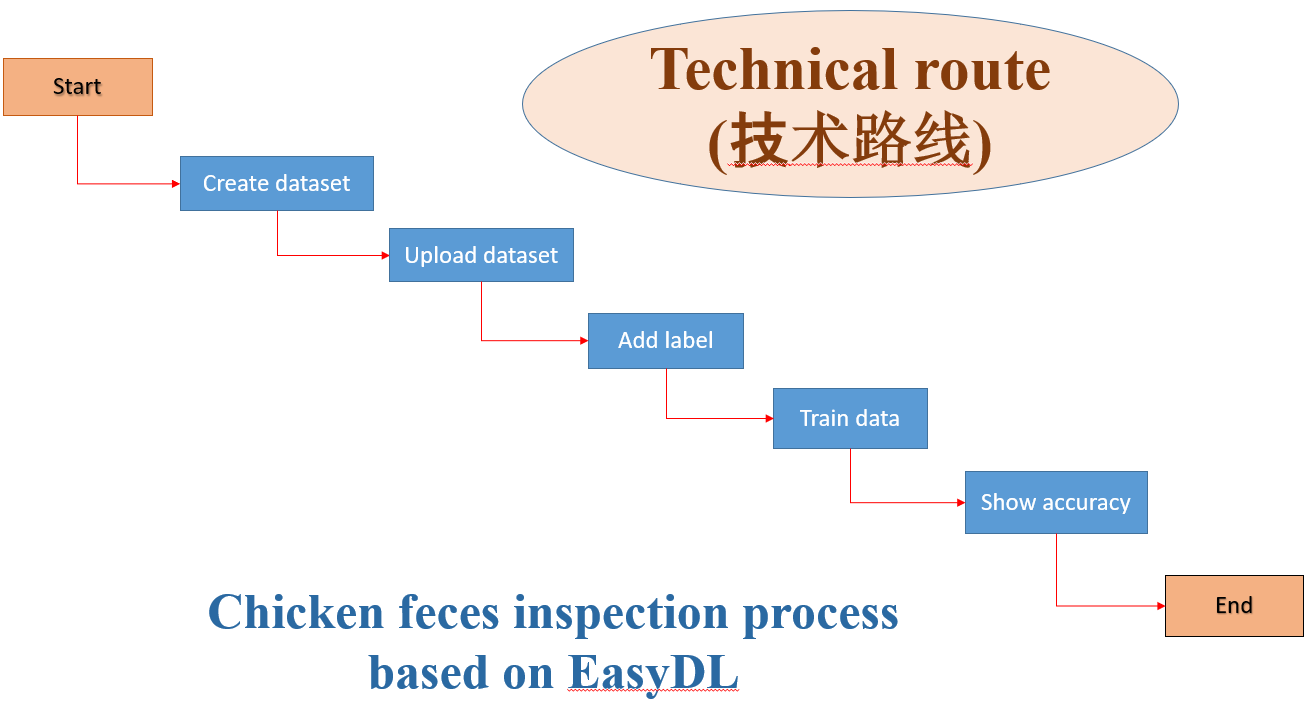 Technical route
(技术路线)
Start
Create dataset
Upload dataset
Add label
Train data
Show accuracy
End
Chicken feces inspection process
based on EasyDL